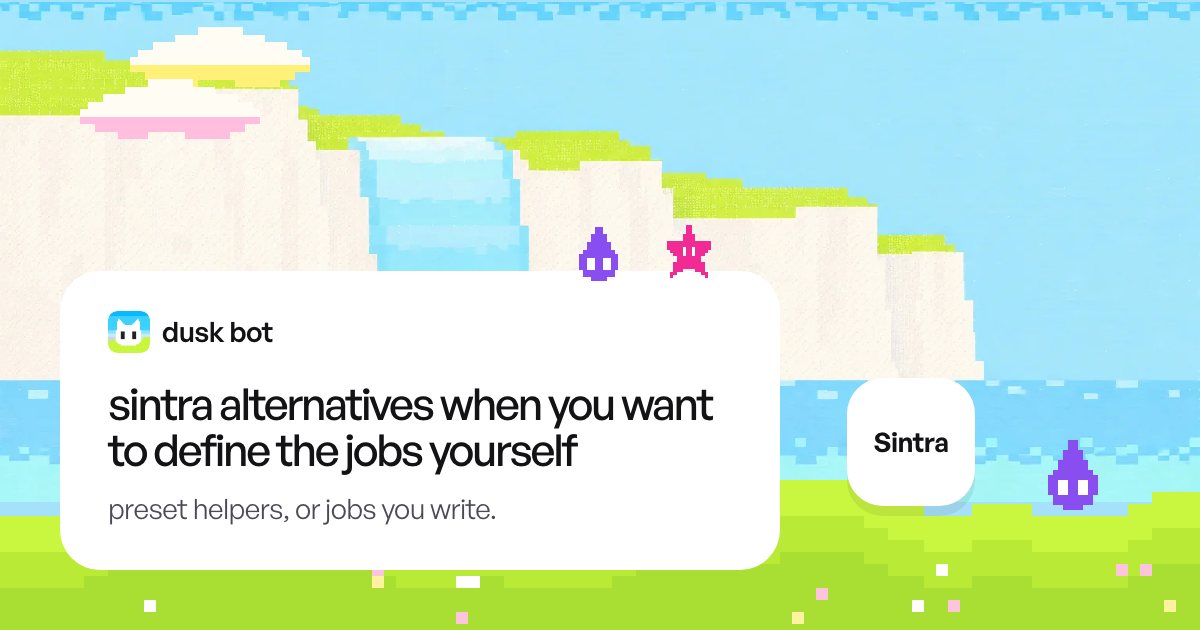 dusk bot
sintra alternatives when you want
to define the jobs yourself
preset helpers, or jobs you write.
Sintra